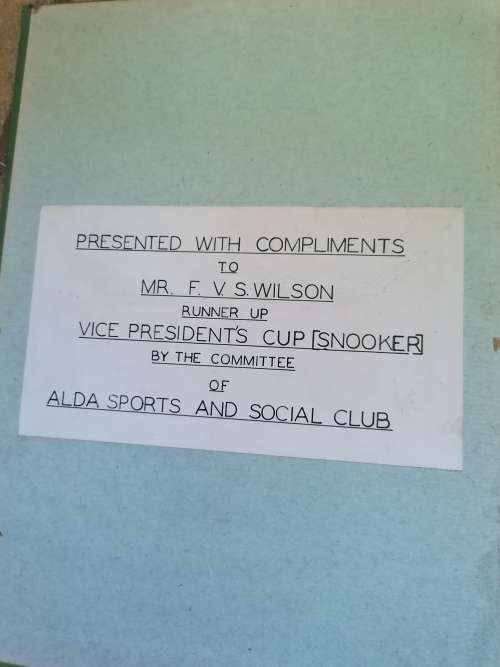 PRESENTED WITH COMPLIMENTS
TO
MR. F. V. S. WILSON
RUNNER UP
VICE PRESIDENT'S CUP [SNOOKER]
BY THE COMMITTEE
OF
ALDA SPORTS AND SOCIAL CLUB